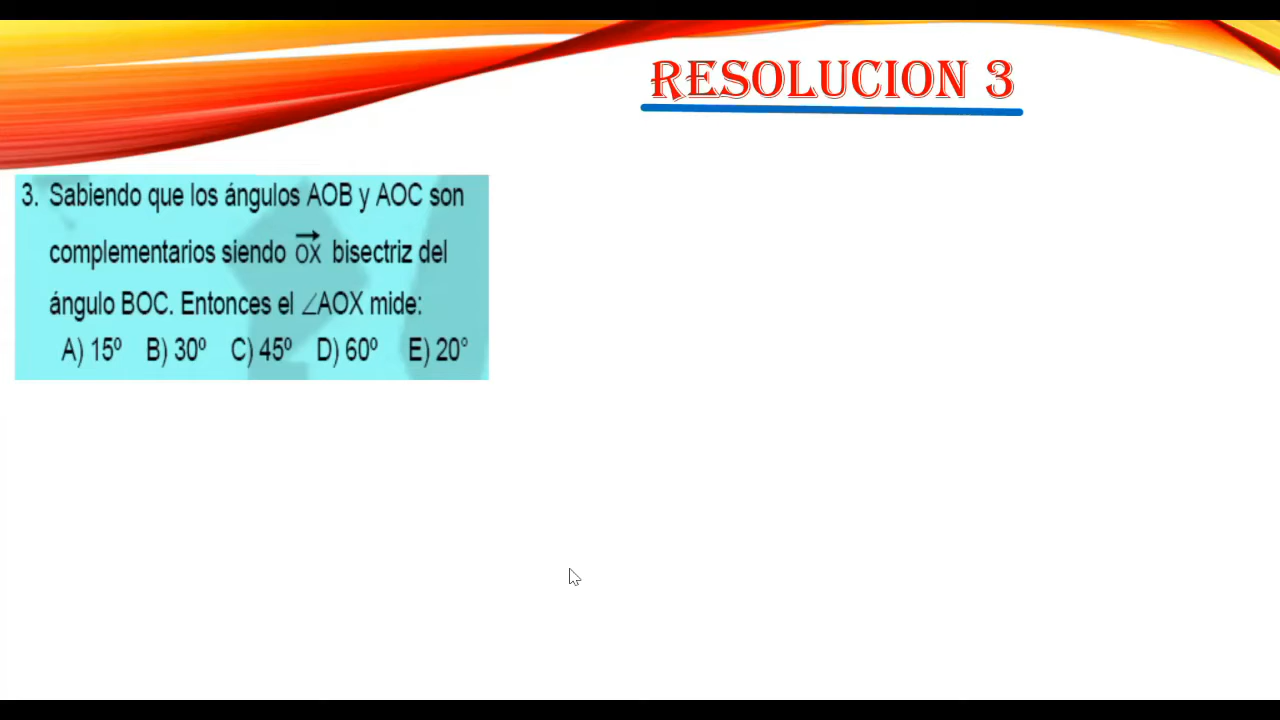 RESOLUCION 3
3. Sabiendo que los ángulos AOB y AOC son
complementarios siendo OX bisectriz del
ángulo BOC. Entonces el ∠AOX mide:
A) 15º B) 30º C) 45º D) 60º E) 20°